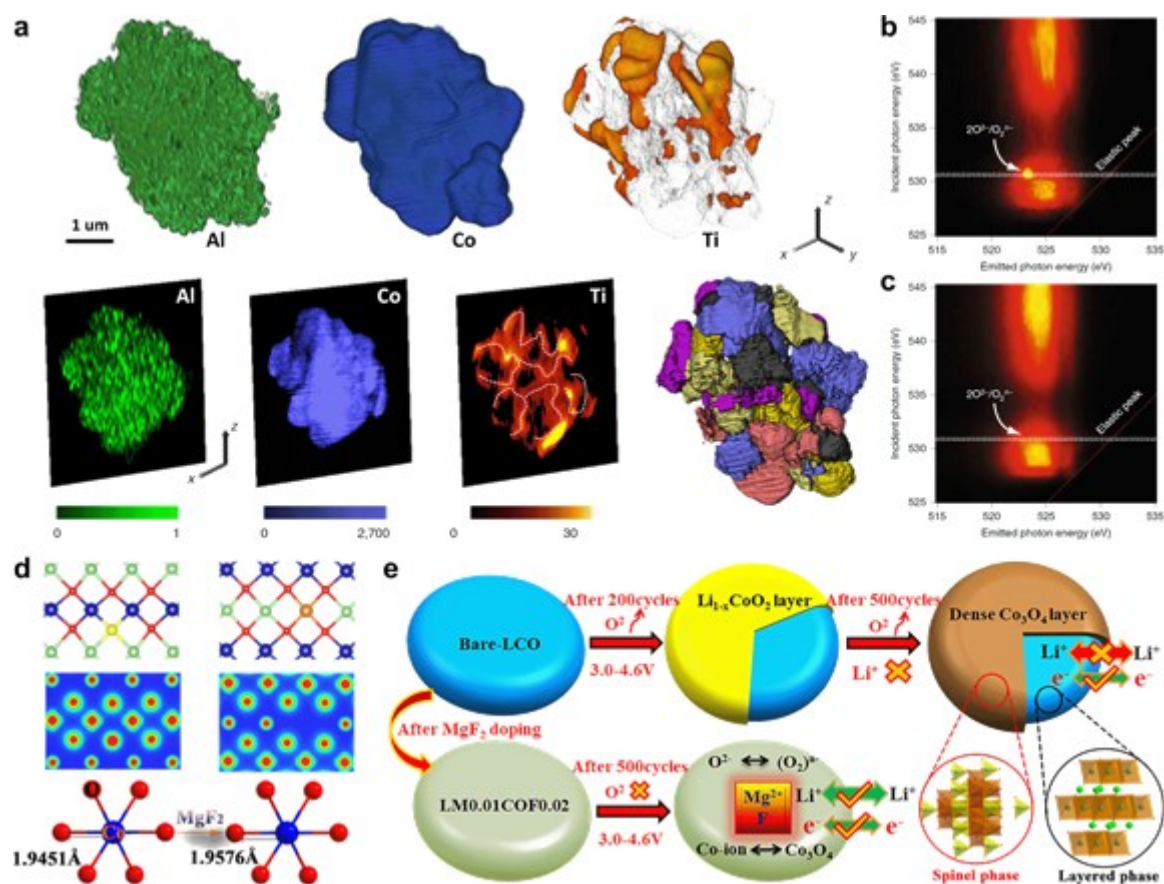 a
1 um
Al
Co
Ti
z
x
y
Al
Co
Ti
z
x
0
1
0
2,700
0
30
b
Incident photon energy (eV)
545
540
535
530
525
2O²⁻/O₂ⁿ⁻
Elastic peak
515
520
525
530
535
Emitted photon energy (eV)
c
Incident photon energy (eV)
545
540
535
530
525
2O²⁻/O₂ⁿ⁻
Elastic peak
515
520
525
530
535
Emitted photon energy (eV)
d
O
MgF₂
1.9451Å
1.9576Å
e
Bare-LCO
After 200cycles
O²
3.0-4.6V
Li₁₋ₓCoO₂ layer
After 500cycles
O²
Li⁺
Dense Co₃O₄ layer
Li⁺
Li⁺
e⁻
e⁻
After MgF₂ doping
LM0.01COF0.02
After 500cycles
O²
3.0-4.6V
O²⁻ ↔ (O₂)ⁿ⁻
Mg²⁺
F
Li⁺
Li⁺
e⁻
e⁻
Co-ion ↔ Co₃O₄
Spinel phase
Layered phase